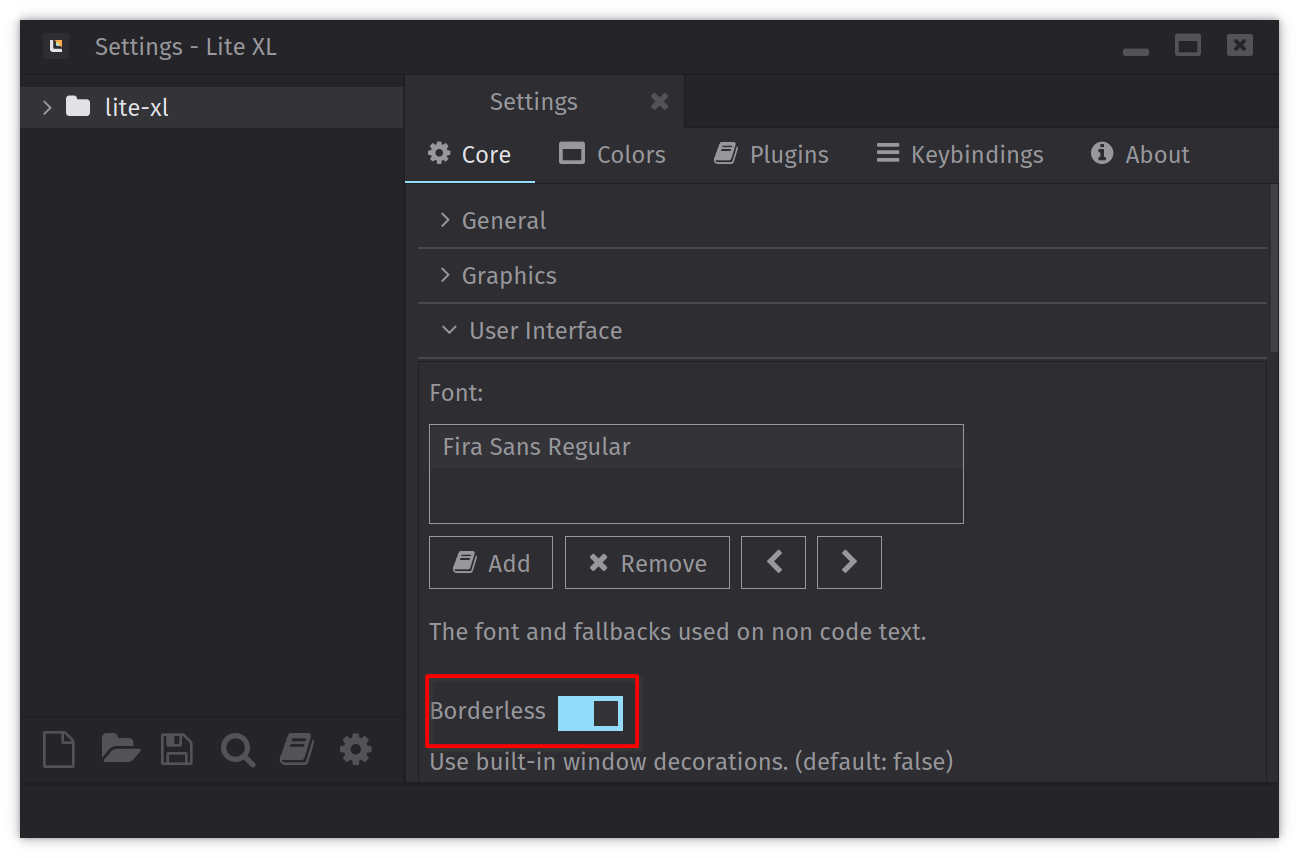 Settings - Lite XL
lite-xl
Settings
Core Colors Plugins Keybindings About
General
Graphics
User Interface
Font:
Fira Sans Regular
Add Remove
The font and fallbacks used on non code text.
Borderless
Use built-in window decorations. (default: false)